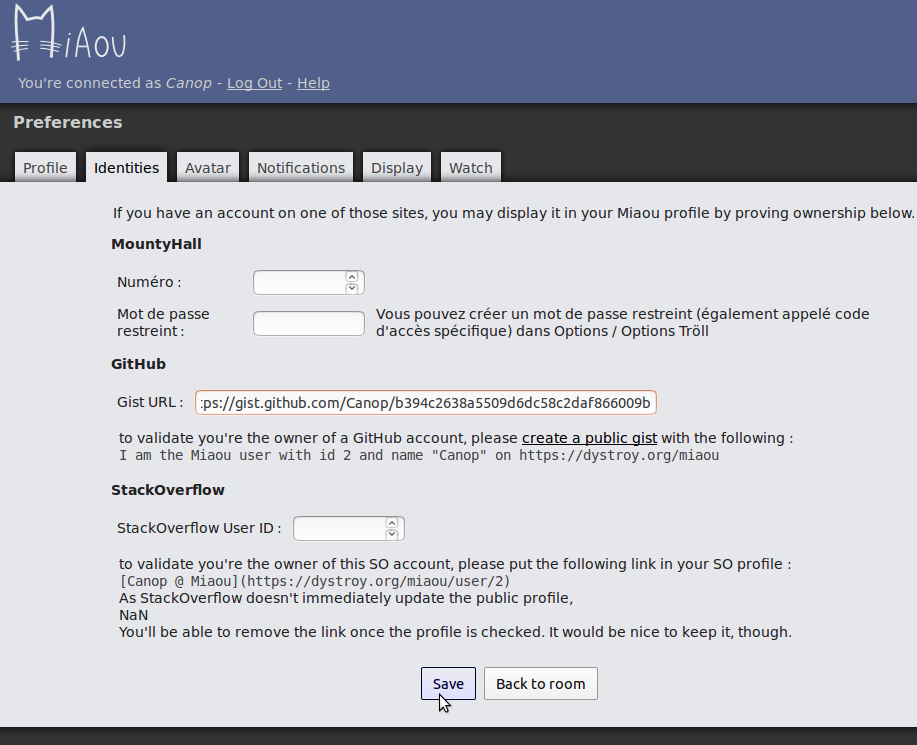 MiAoU
You're connected as Canop - Log Out - Help
Preferences
Profile Identities Avatar Notifications Display Watch
If you have an account on one of those sites, you may display it in your Miaou profile by proving ownership below.
MountyHall
Numéro :
Mot de passe
restreint :
Vous pouvez créer un mot de passe restreint (également appelé code
d'accès spécifique) dans Options / Options Tröll
GitHub
Gist URL : :ps://gist.github.com/Canop/b394c2638a5509d6dc58c2daf866009b
to validate you're the owner of a GitHub account, please create a public gist with the following :
I am the Miaou user with id 2 and name "Canop" on https://dystroy.org/miaou
StackOverflow
StackOverflow User ID :
to validate you're the owner of this SO account, please put the following link in your SO profile :
[Canop @ Miaou](https://dystroy.org/miaou/user/2)
As StackOverflow doesn't immediately update the public profile,
NaN
You'll be able to remove the link once the profile is checked. It would be nice to keep it, though.
Save Back to room